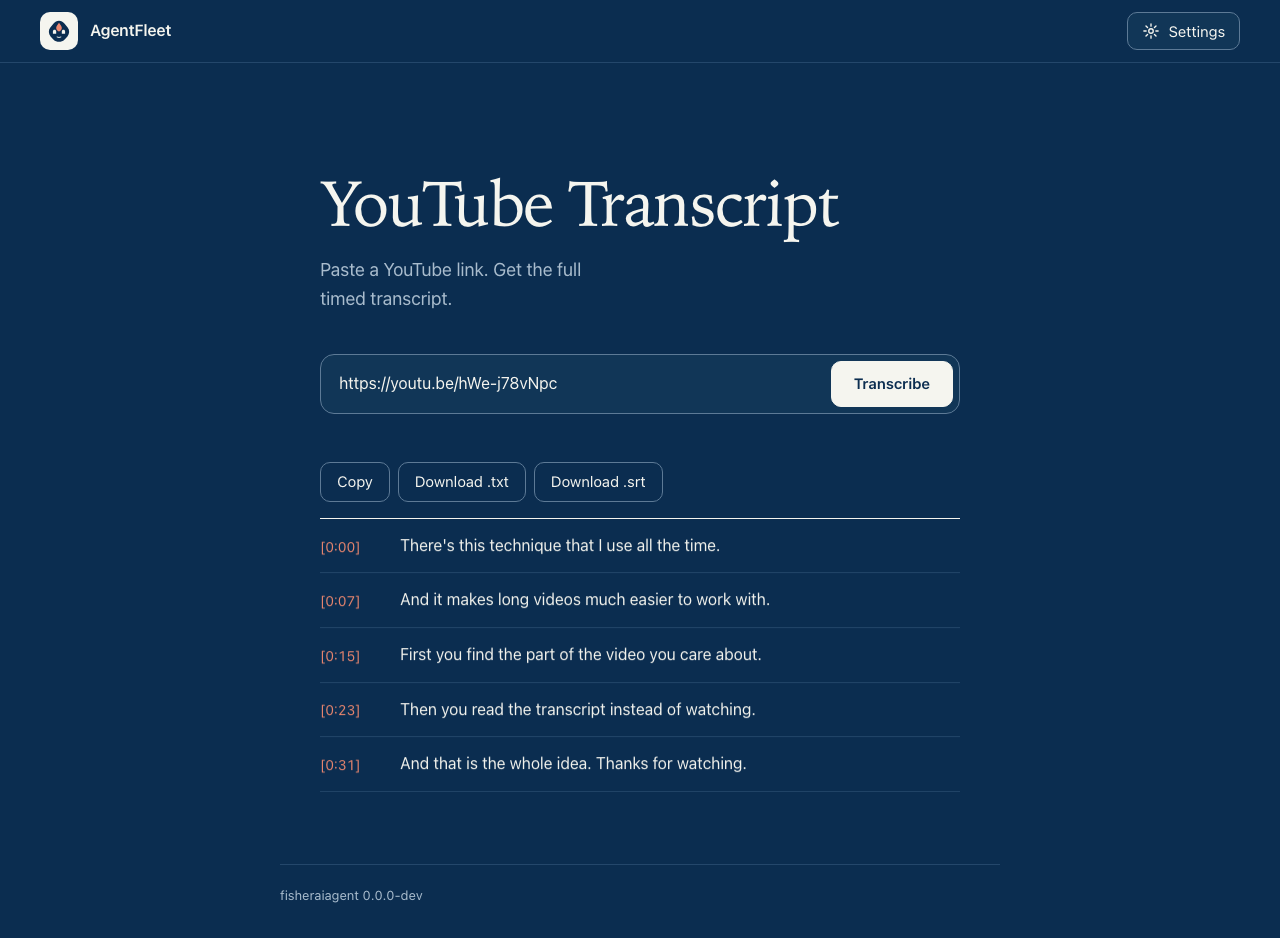 AgentFleet
Settings
YouTube Transcript
Paste a YouTube link. Get the full
timed transcript.
https://youtu.be/hWe-j78vNpc
Transcribe
Copy
Download .txt
Download .srt
[0:00] There's this technique that I use all the time.
[0:07] And it makes long videos much easier to work with.
[0:15] First you find the part of the video you care about.
[0:23] Then you read the transcript instead of watching.
[0:31] And that is the whole idea. Thanks for watching.
fisheraiagent 0.0.0-dev